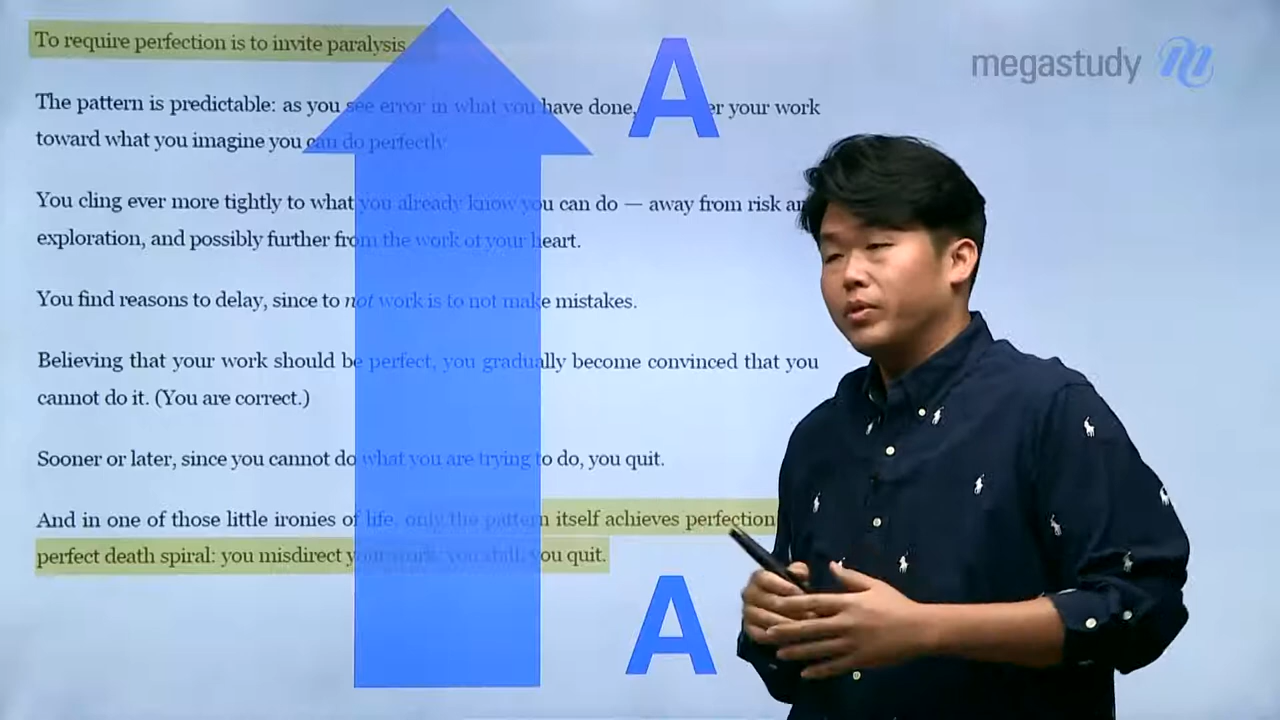 To require perfection is to invite paralysis
megastudy
A
The pattern is predictable: as you see error in what you have done, er your work
toward what you imagine you can do perfectly
You cling ever more tightly to what you already know you can do — away from risk an
exploration, and possibly further from the work of your heart.
You find reasons to delay, since to not work is to not make mistakes.
Believing that your work should be perfect, you gradually become convinced that you
cannot do it. (You are correct.)
Sooner or later, since you cannot do what you are trying to do, you quit.
And in one of those little ironies of life, only the pattern itself achieves perfection
perfect death spiral: you misdirect your work; you stall; you quit.
A